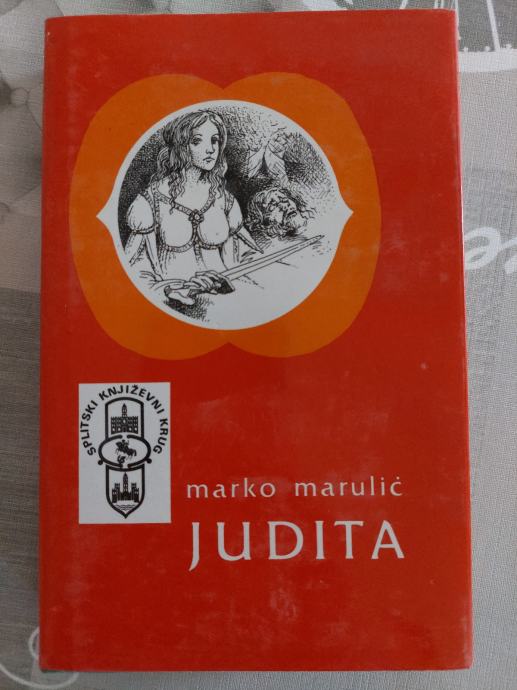 SPLITSKI KNJIŽEVNI KRUG
marko marulić
JUDITA